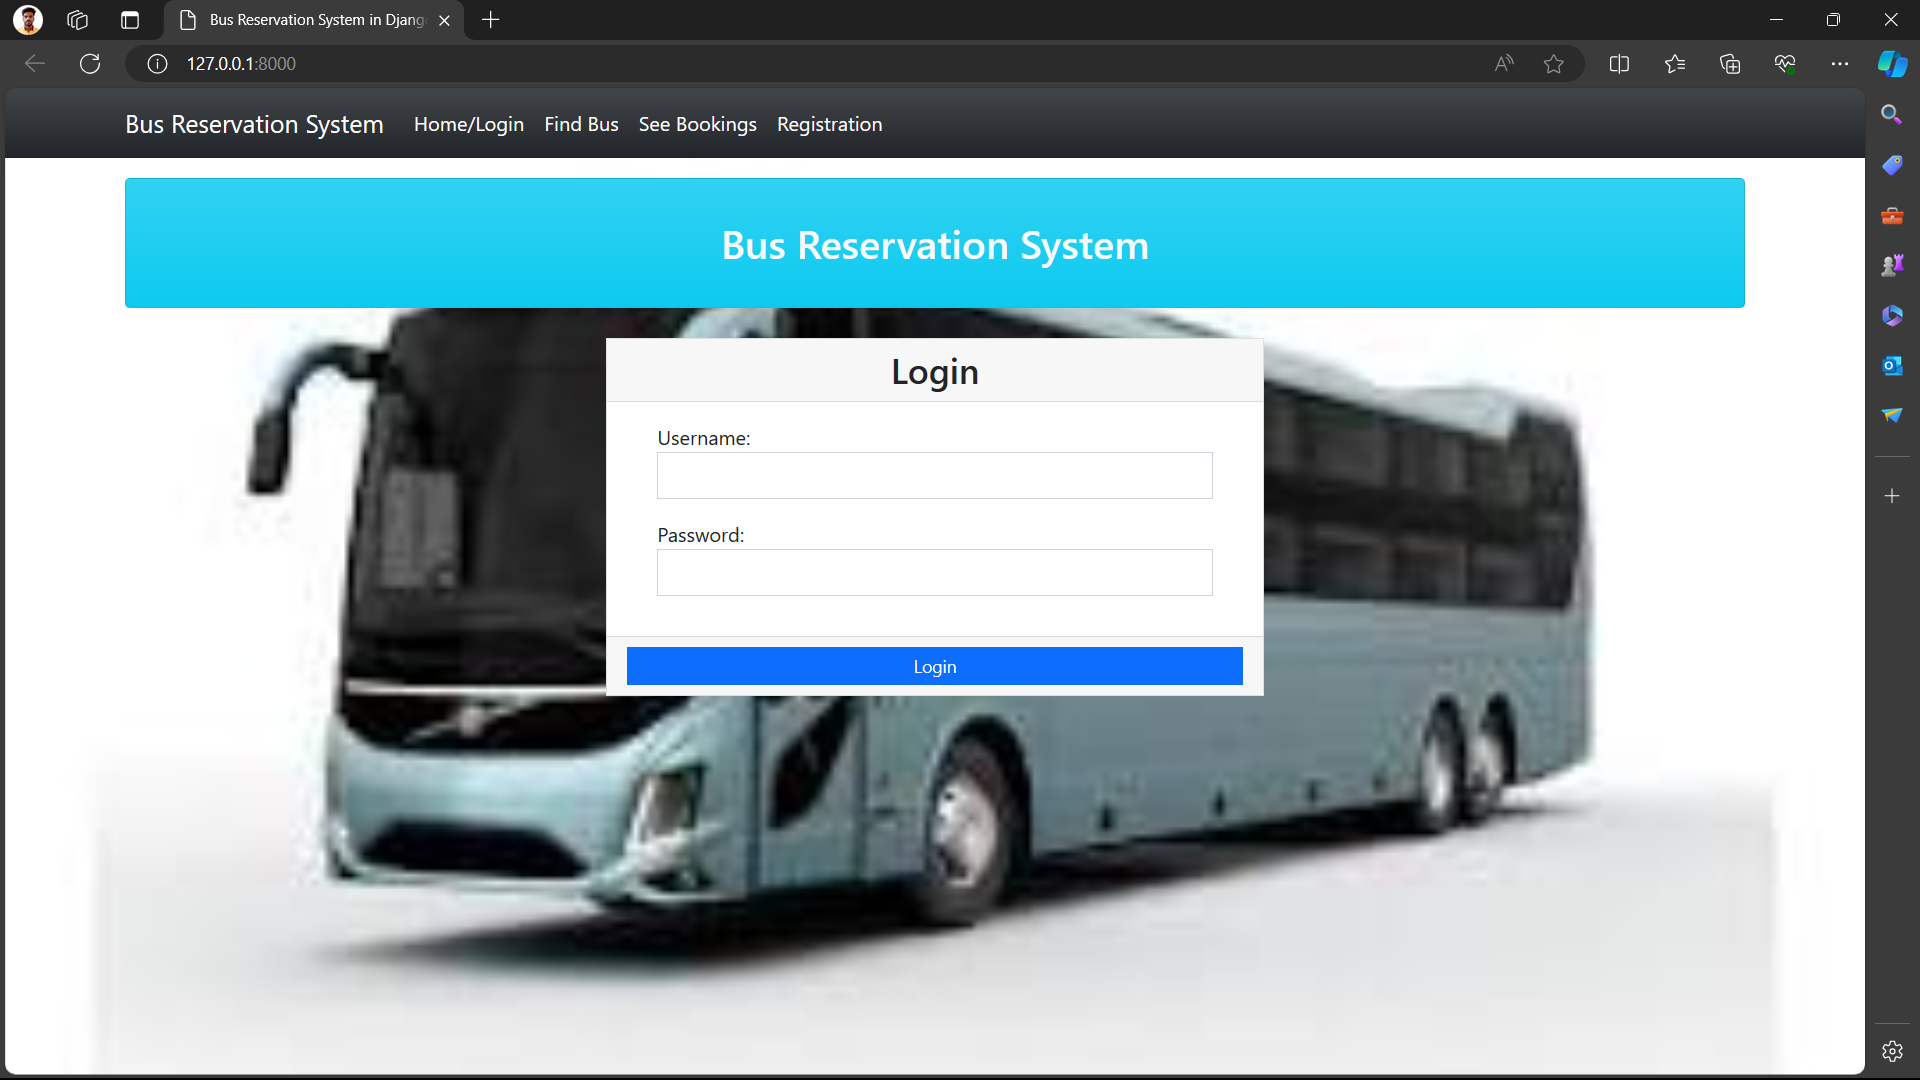 Bus Reservation System in Djang
127.0.0.1:8000
Bus Reservation System Home/Login Find Bus See Bookings Registration
Bus Reservation System
Login
Username:
Password:
Login